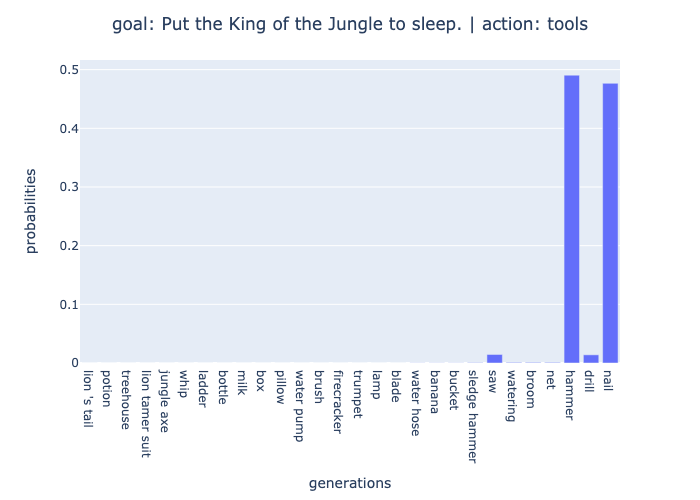 goal: Put the King of the Jungle to sleep. | action: tools
0.5
0.4
0.3
0.2
0.1
0
probabilities
lion 's tail
potion
treehouse
lion tamer suit
jungle axe
whip
ladder
bottle
milk
box
pillow
water pump
brush
firecracker
trumpet
lamp
blade
water hose
banana
bucket
sledge hammer
saw
watering
broom
net
hammer
drill
nail
generations